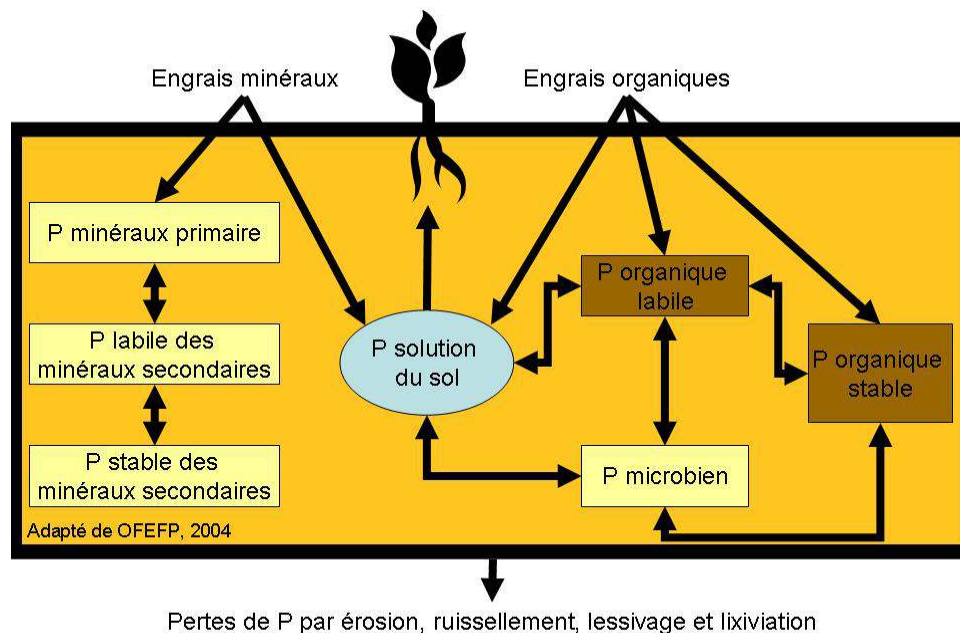 Engrais minéraux
Engrais organiques
P minéraux primaire
P organique
labile
P labile des
minéraux secondaires
P solution
du sol
P organique
stable
P stable des
minéraux secondaires
P microbien
Adapté de OFEFP, 2004
Pertes de P par érosion, ruissellement, lessivage et lixiviation